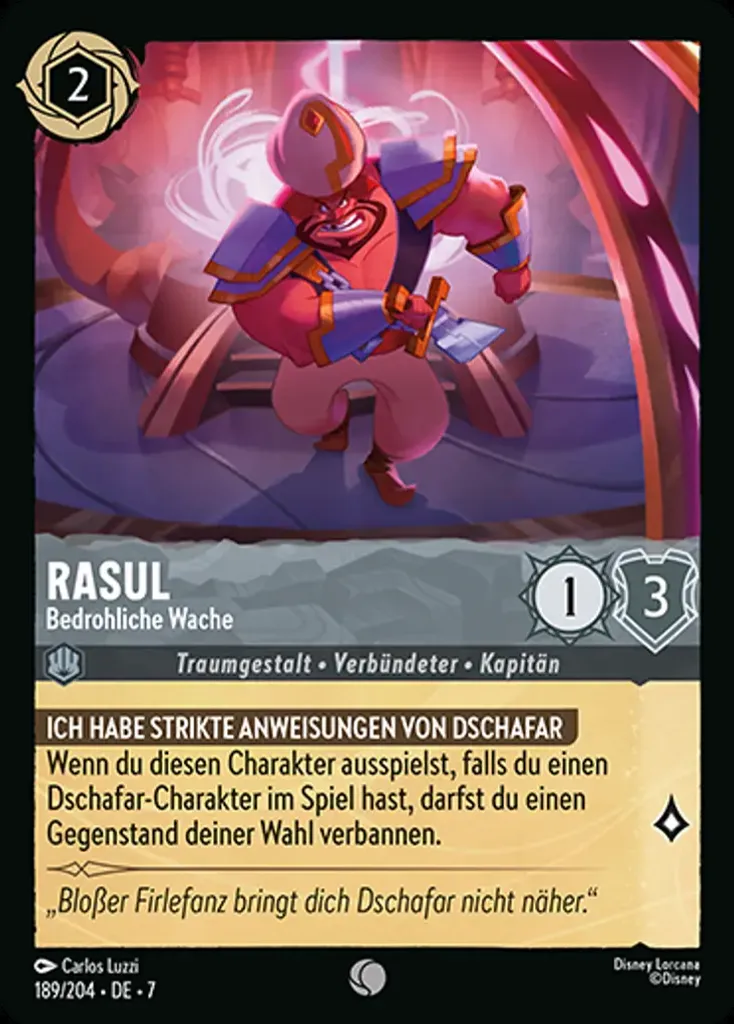 2
RASUL
Bedrohliche Wache
1
3
Traumgestalt • Verbündeter • Kapitän
ICH HABE STRIKTE ANWEISUNGEN VON DSCHAFAR
Wenn du diesen Charakter ausspielst, falls du einen
Dschafar-Charakter im Spiel hast, darfst du einen
Gegenstand deiner Wahl verbannen.
„Bloßer Firlefanz bringt dich Dschafar nicht näher.“
Carlos Luzzi
Disney Lorcana
189/204 • DE • 7
©Disney